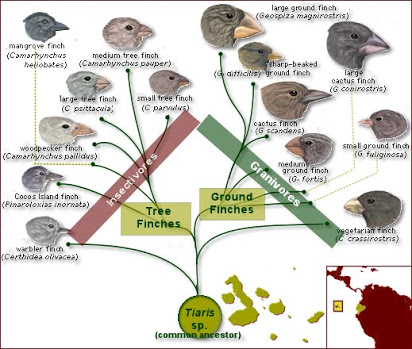 large ground finch
(Geospiza magnirostris)
mangrove finch
(Camarhynchus
heliobates)
medium tree finch
(Camarhynchus pauper)
(G. difficilis)
sharp-beaked
ground finch
large
cactus finch
(G conirostris)
large tree finch
(C psittacula)
small tree finch
(C parvulus)
cactus finch
(G scandens)
small ground finch
(G fuliginosa)
woodpecker finch
(Camarhynchus pallidus)
medium
ground finch
(G. fortis)
Insectivores
Granivores
Cocos Island finch
(Pinaroloxias inornata)
Tree
Finches
Ground
Finches
vegetarian finch
(C crassirostris)
warbler finch
(Certhidea olivacea)
Tiaris
sp.
(common ancestor)